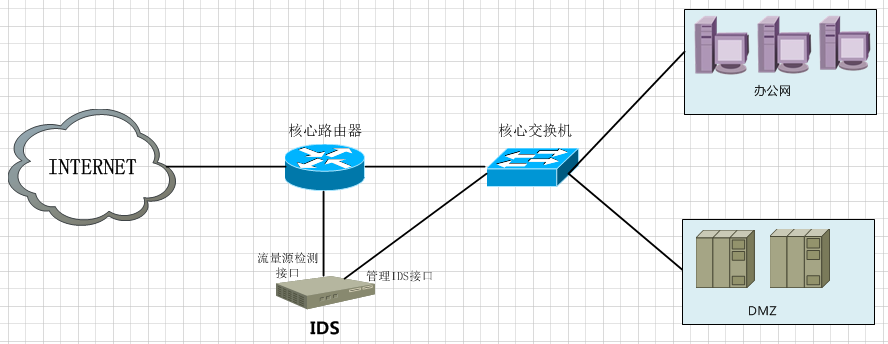 办公网
核心路由器
核心交换机
INTERNET
流量源检测
接口
管理IDS接口
IDS
DMZ